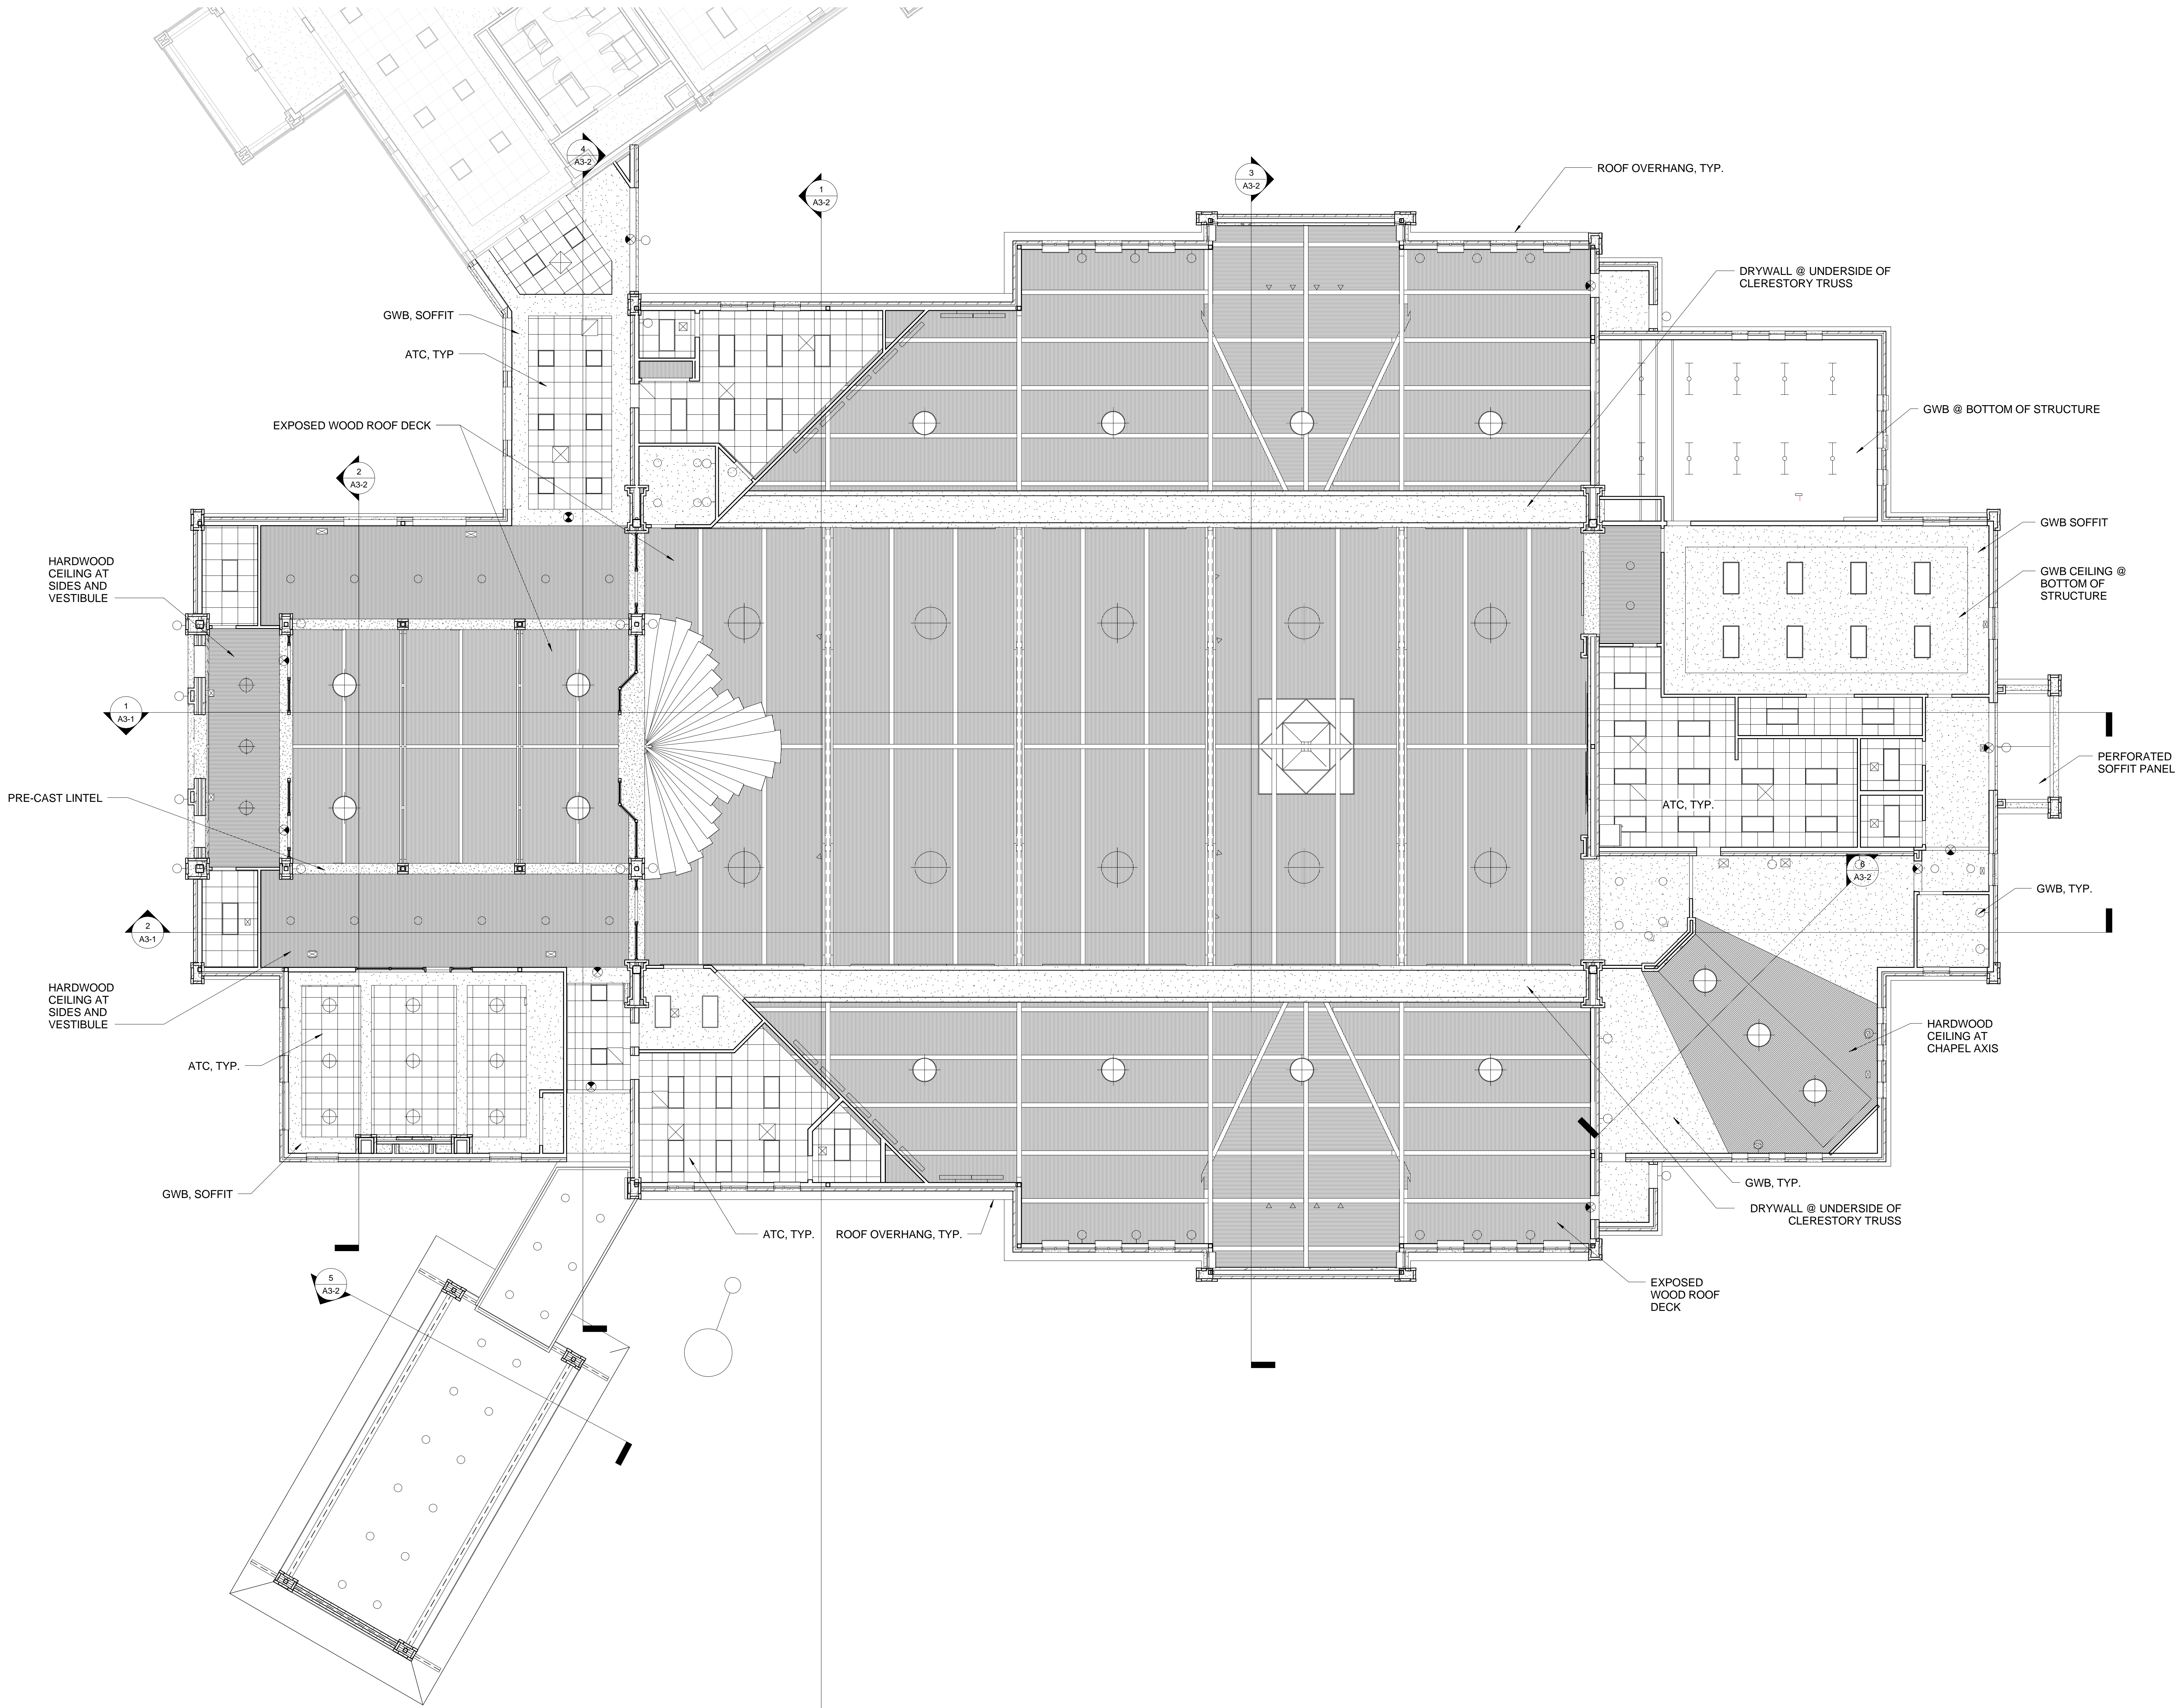 4
A3-2
1
A3-2
3
A3-2
ROOF OVERHANG, TYP.
DRYWALL @ UNDERSIDE OF
CLERESTORY TRUSS
GWB, SOFFIT
ATC, TYP
GWB @ BOTTOM OF STRUCTURE
EXPOSED WOOD ROOF DECK
2
A3-2
GWB SOFFIT
HARDWOOD
CEILING AT
SIDES AND
VESTIBULE
GWB CEILING @
BOTTOM OF
STRUCTURE
1
A3-1
PERFORATED
SOFFIT PANEL
PRE-CAST LINTEL
ATC, TYP.
6
A3-2
GWB, TYP.
2
A3-1
HARDWOOD
CEILING AT
SIDES AND
VESTIBULE
HARDWOOD
CEILING AT
CHAPEL AXIS
ATC, TYP.
GWB, SOFFIT
GWB, TYP.
DRYWALL @ UNDERSIDE OF
CLERESTORY TRUSS
ATC, TYP.
ROOF OVERHANG, TYP.
5
A3-2
EXPOSED
WOOD ROOF
DECK